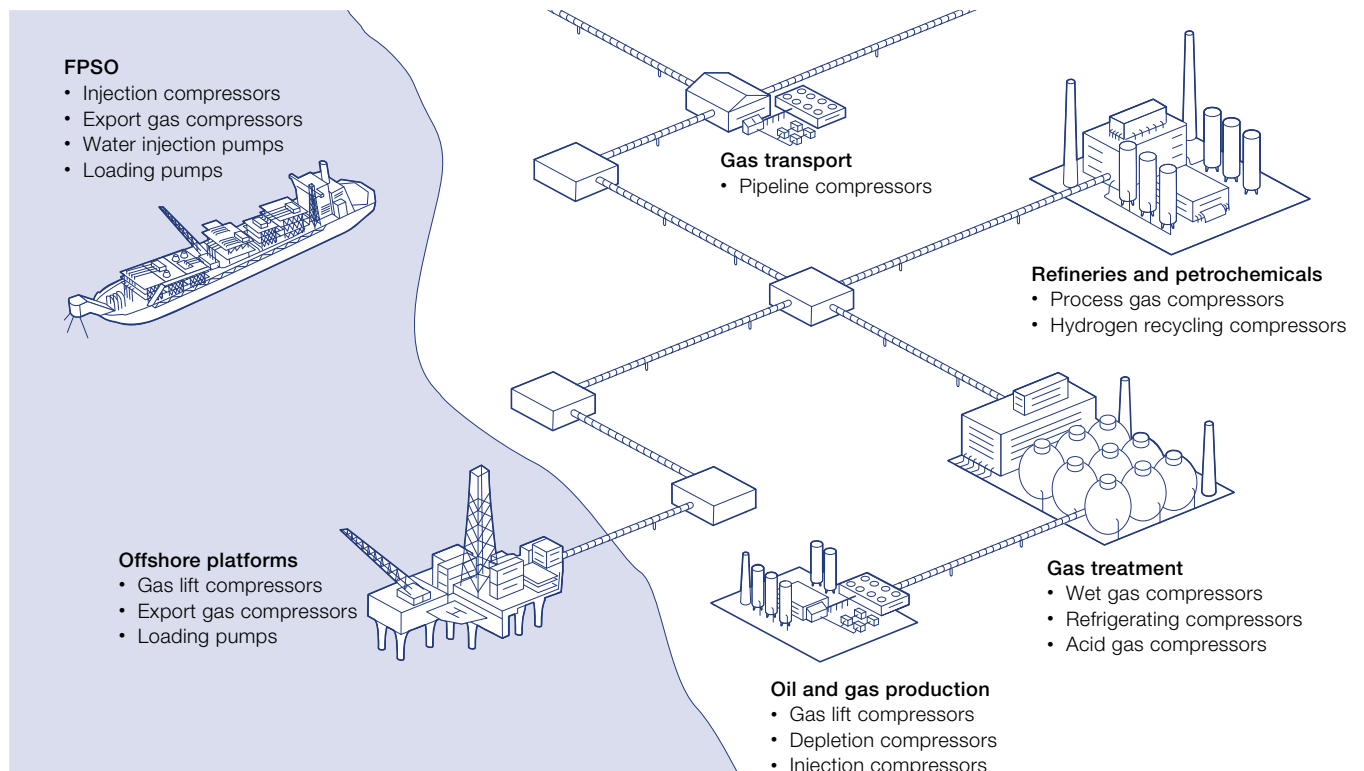 FPSO
• Injection compressors
• Export gas compressors
• Water injection pumps
• Loading pumps
Gas transport
• Pipeline compressors
Refineries and petrochemicals
• Process gas compressors
• Hydrogen recycling compressors
Offshore platforms
• Gas lift compressors
• Export gas compressors
• Loading pumps
H
Gas treatment
• Wet gas compressors
• Refrigerating compressors
• Acid gas compressors
Oil and gas production
• Gas lift compressors
• Depletion compressors
• Injection compressors